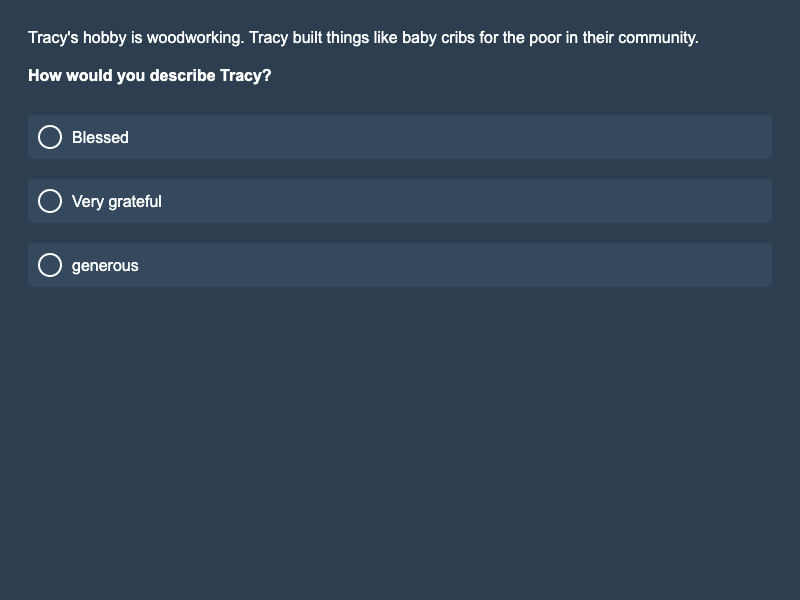 Tracy's hobby is woodworking. Tracy built things like baby cribs for the poor in their community.
How would you describe Tracy?
Blessed
Very grateful
generous